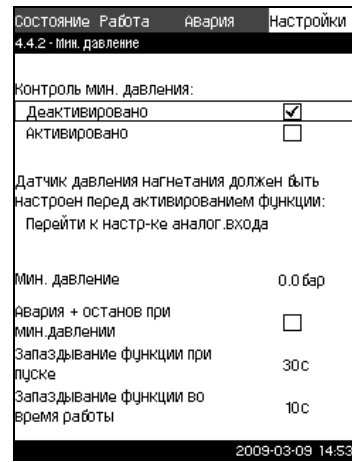 Состояние Работа Авария Настройки
4.4.2 - Мин. давление
Контроль мин. давления:
Деактивировано
Активировано
Датчик давления нагнетания должен быть
настроен перед активированием функции:
Перейти к настр-ке аналог.входа
Мин. давление 0.0 бар
Авария + останов при
мин.давлении
Запаздывание функции при
пуске 30с
Запаздывание функции во
время работы 10с
2009-03-09 14:53